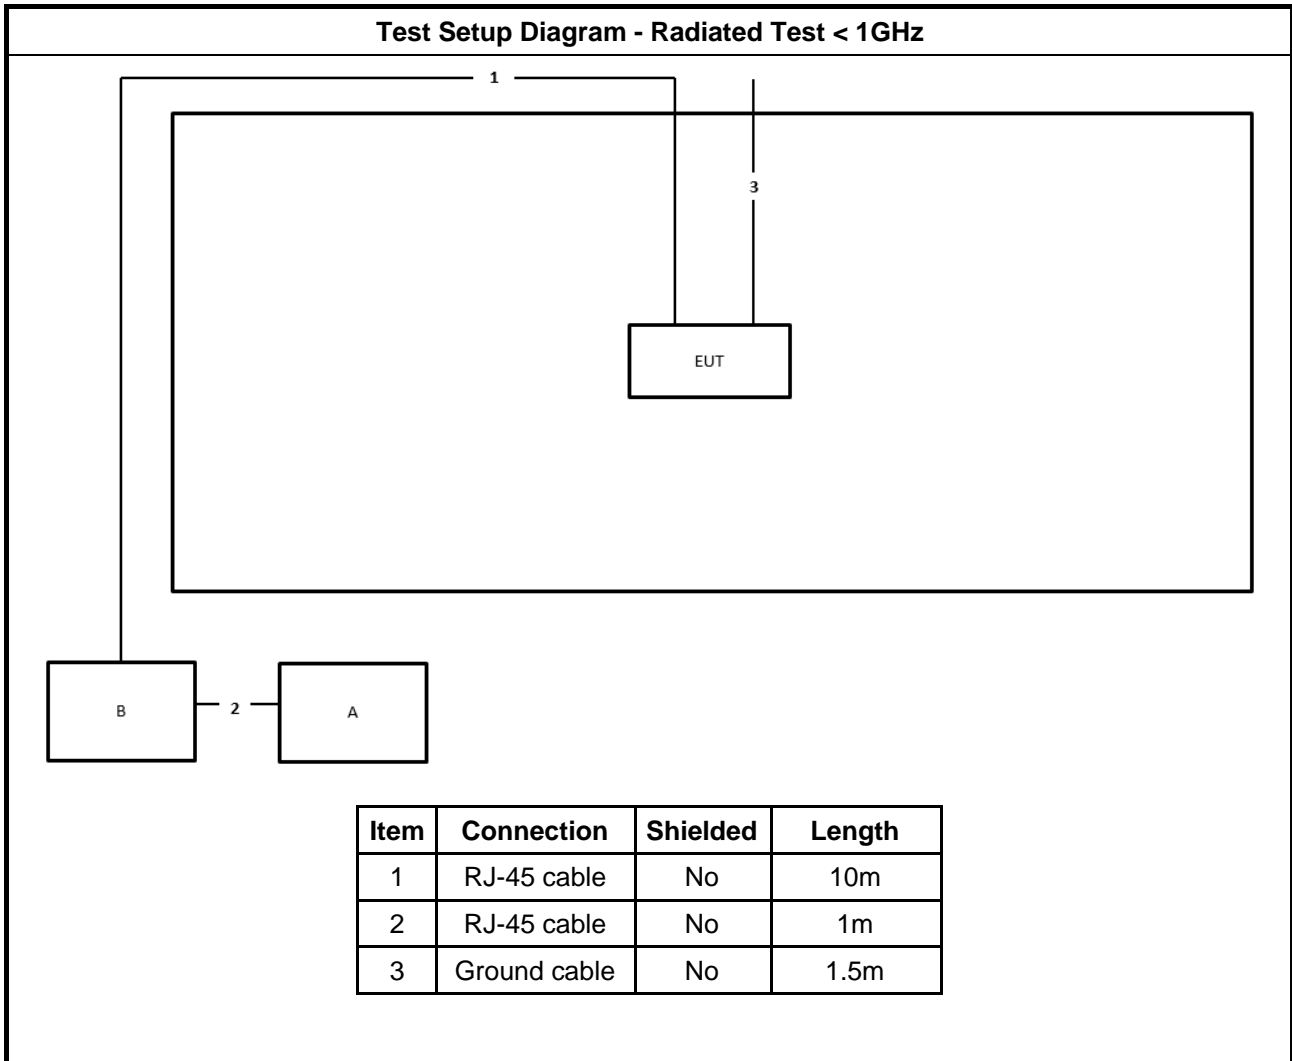 Test Setup Diagram - Radiated Test < 1GHz
1
3
EUT
B
2
A
Item Connection Shielded Length
1 RJ-45 cable No 10m
2 RJ-45 cable No 1m
3 Ground cable No 1.5m